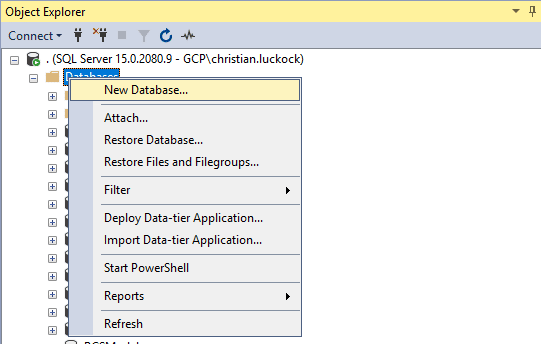 Object Explorer
Connect
. (SQL Server 15.0.2080.9 - GCP\christian.luckock)
Databases
New Database...
Attach...
Restore Database...
Restore Files and Filegroups...
Filter
Deploy Data-tier Application...
Import Data-tier Application...
Start PowerShell
Reports
Refresh